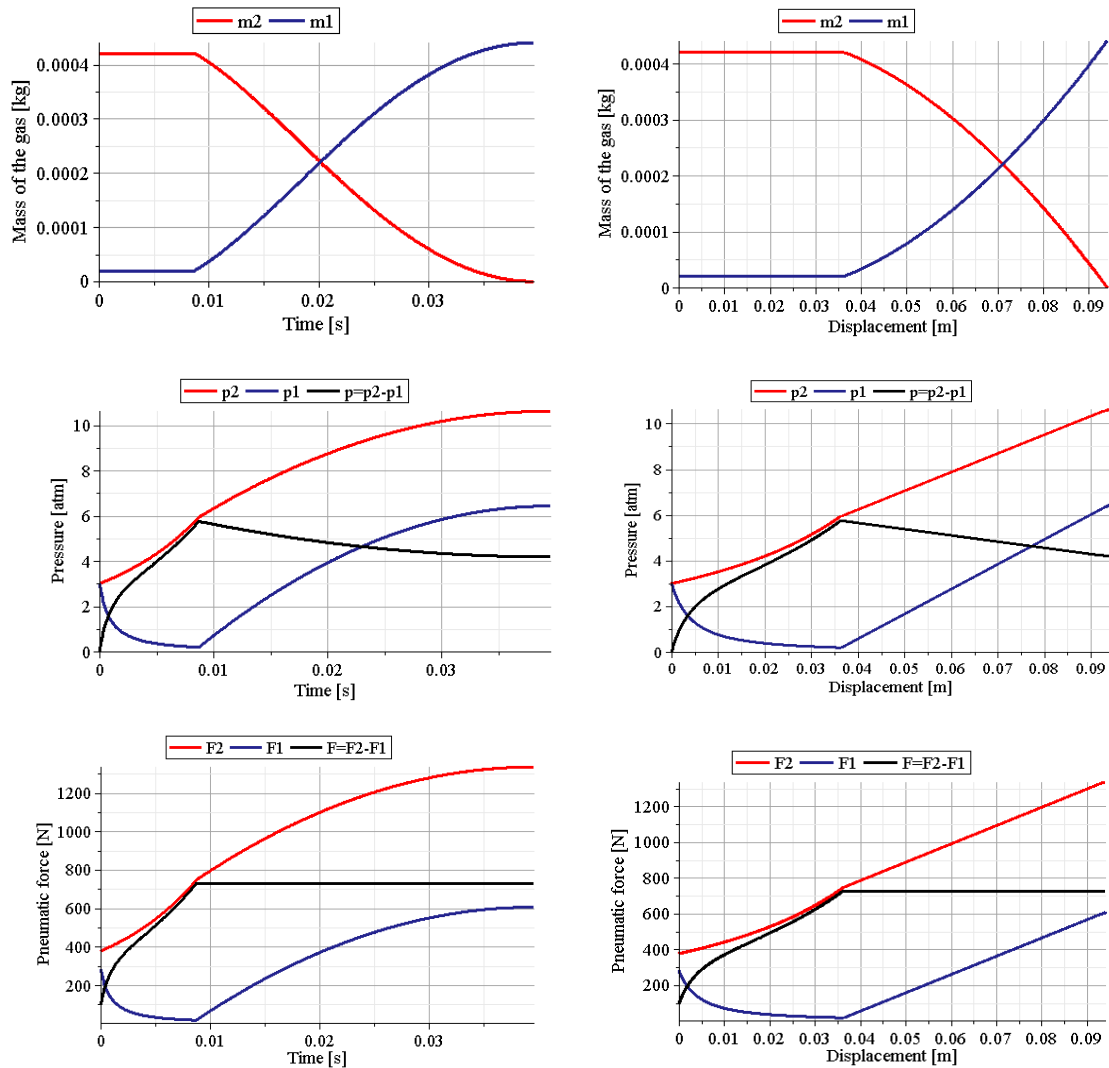 m2 m1
Mass of the gas [kg]
0.0004
0.0003
0.0002
0.0001
0
0 0.01 0.02 0.03
Time [s]
m2 m1
Mass of the gas [kg]
0.0004
0.0003
0.0002
0.0001
0
0 0.01 0.02 0.03 0.04 0.05 0.06 0.07 0.08 0.09
Displacement [m]
p2 p1 p=p2-p1
Pressure [atm]
10
8
6
4
2
0
0 0.01 0.02 0.03
Time [s]
p2 p1 p=p2-p1
Pressure [atm]
10
8
6
4
2
0
0 0.01 0.02 0.03 0.04 0.05 0.06 0.07 0.08 0.09
Displacement [m]
F2 F1 F=F2-F1
Pneumatic force [N]
1200
1000
800
600
400
200
0 0.01 0.02 0.03
Time [s]
F2 F1 F=F2-F1
Pneumatic force [N]
1200
1000
800
600
400
200
0 0.01 0.02 0.03 0.04 0.05 0.06 0.07 0.08 0.09
Displacement [m]